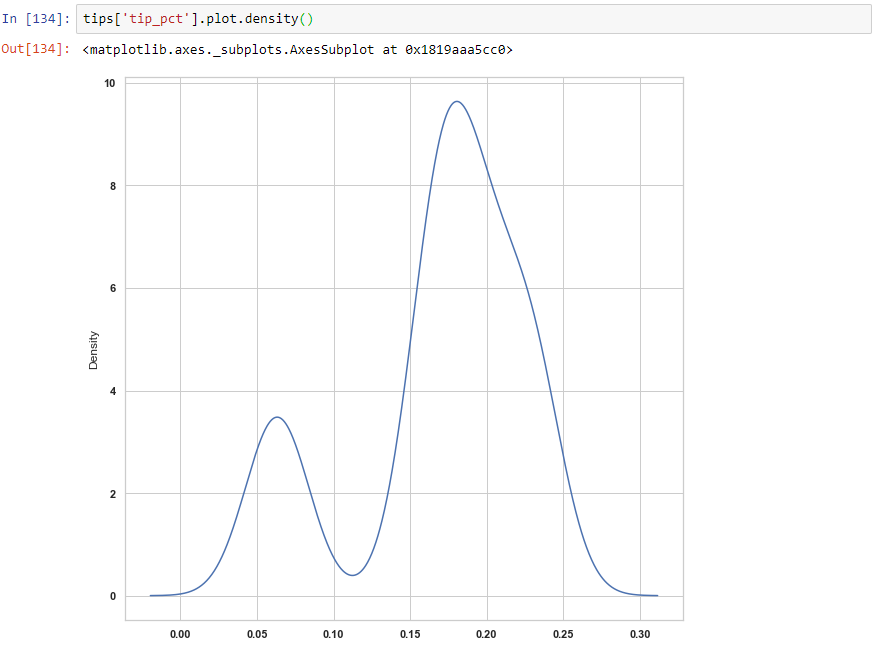 In [134]: tips['tip_pct'].plot.density()
Out[134]: <matplotlib.axes._subplots.AxesSubplot at 0x1819aaa5cc0>
10
8
6
4
2
0
Density
0.00 0.05 0.10 0.15 0.20 0.25 0.30